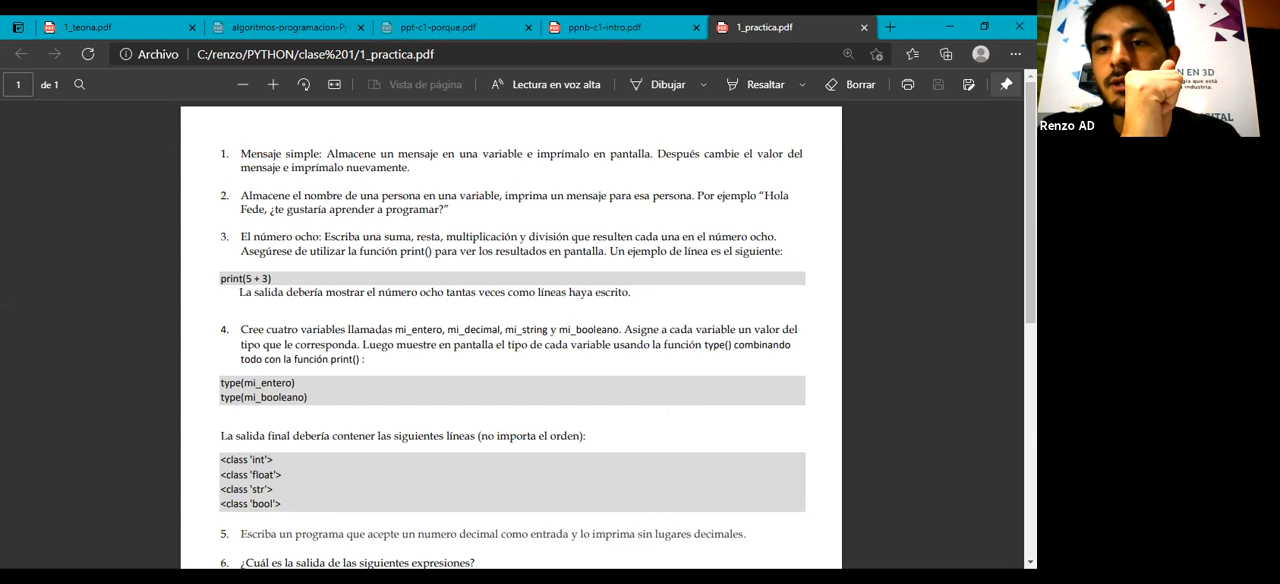 1_teoria.pdf
algoritmos-programacion-P
ppt-c1-porque.pdf
ppnb-c1-intro.pdf
1_practica.pdf
Archivo
C:/renzo/PYTHON/clase%201/1_practica.pdf
1 de 1
Vista de página
Lectura en voz alta
Dibujar
Resaltar
Borrar
EN 3D
Renzo AD
1. Mensaje simple: Almacene un mensaje en una variable e imprímalo en pantalla. Después cambie el valor del
mensaje e imprímalo nuevamente.
2. Almacene el nombre de una persona en una variable, imprima un mensaje para esa persona. Por ejemplo “Hola
Fede, ¿te gustaría aprender a programar?”
3. El número ocho: Escriba una suma, resta, multiplicación y división que resulten cada una en el número ocho.
Asegúrese de utilizar la función print() para ver los resultados en pantalla. Un ejemplo de línea es el siguiente:
print(5 + 3)
La salida debería mostrar el número ocho tantas veces como líneas haya escrito.
4. Cree cuatro variables llamadas mi_entero, mi_decimal, mi_string y mi_booleano. Asigne a cada variable un valor del
tipo que le corresponda. Luego muestre en pantalla el tipo de cada variable usando la función type() combinando
todo con la función print() :
type(mi_entero)
type(mi_booleano)
La salida final debería contener las siguientes líneas (no importa el orden):
<class 'int'>
<class 'float'>
<class 'str'>
<class 'bool'>
5. Escriba un programa que acepte un numero decimal como entrada y lo imprima sin lugares decimales.
6. ¿Cuál es la salida de las siguientes expresiones?